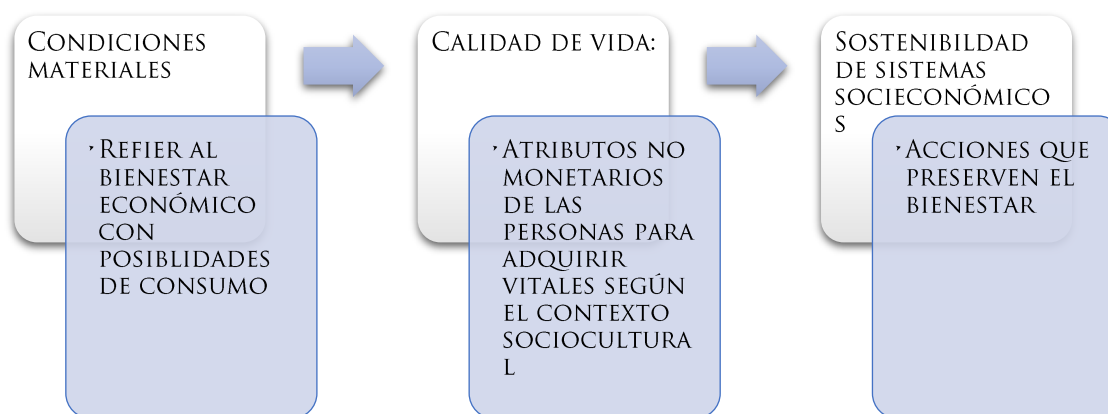 CONDICIONES
MATERIALES
· REFIER AL
BIENESTAR
ECONÓMICO
CON
POSIBLIDADES
DE CONSUMO
CALIDAD DE VIDA:
· ATRIBUTOS NO
MONETARIOS
DE LAS
PERSONAS PARA
ADQUIRIR
VITALES SEGÚN
EL CONTEXTO
SOCIOCULTURA
L
SOSTENIBILDAD
DE SISTEMAS
SOCIECONÓMICO
S
· ACCIONES QUE
PRESERVEN EL
BIENESTAR